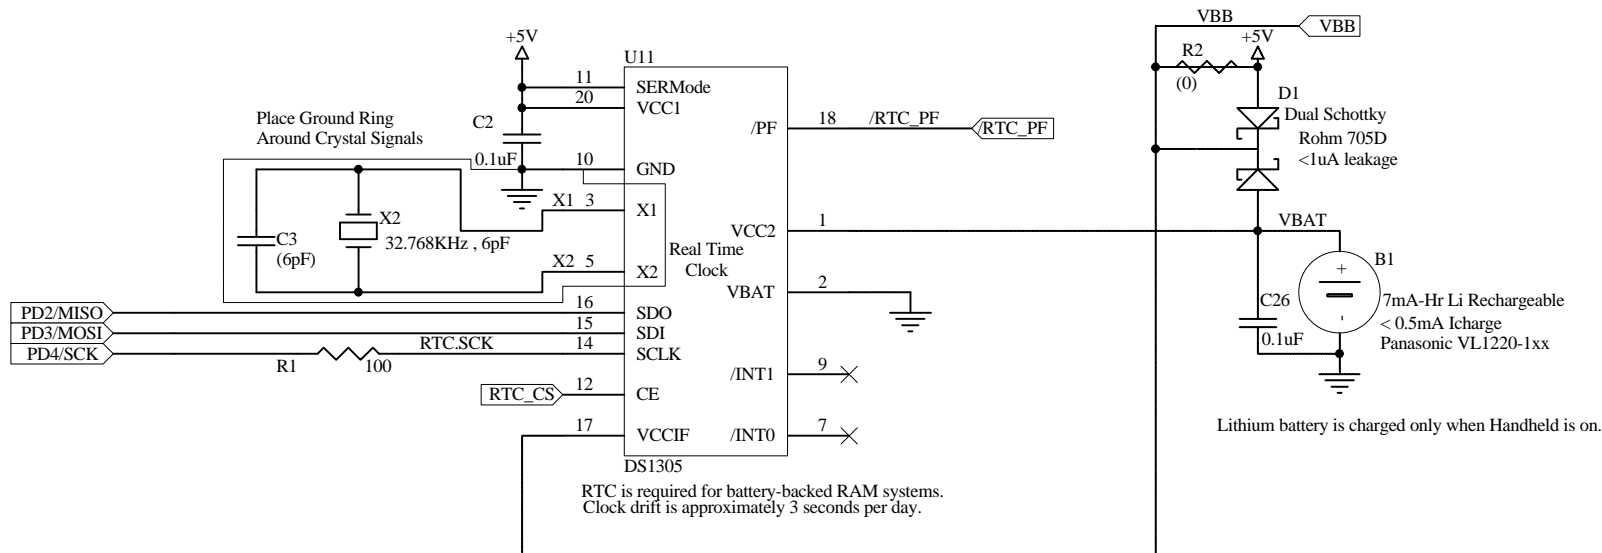 VBB
VBB
+5V
+5V
R2
(0)
U11
11
SERMode
20
VCC1
D1
Dual Schottky
Rohm 705D
<1uA leakage
Place Ground Ring
Around Crystal Signals
C2
0.1uF
/PF
18
/RTC_PF
/RTC_PF
10
GND
X1
3
X1
X2
32.768KHz , 6pF
C3
(6pF)
VCC2
1
VBAT
Real Time
Clock
X2
5
X2
B1
VBAT
2
C26
0.1uF
+
-
7mA-Hr Li Rechargeable
< 0.5mA Icharge
Panasonic VL1220-1xx
PD2/MISO
16
SDO
PD3/MOSI
15
SDI
PD4/SCK
R1
100
RTC.SCK
14
SCLK
/INT1
9
RTC_CS
12
CE
17
VCCIF
/INT0
7
Lithium battery is charged only when Handheld is on.
DS1305
RTC is required for battery-backed RAM systems.
Clock drift is approximately 3 seconds per day.